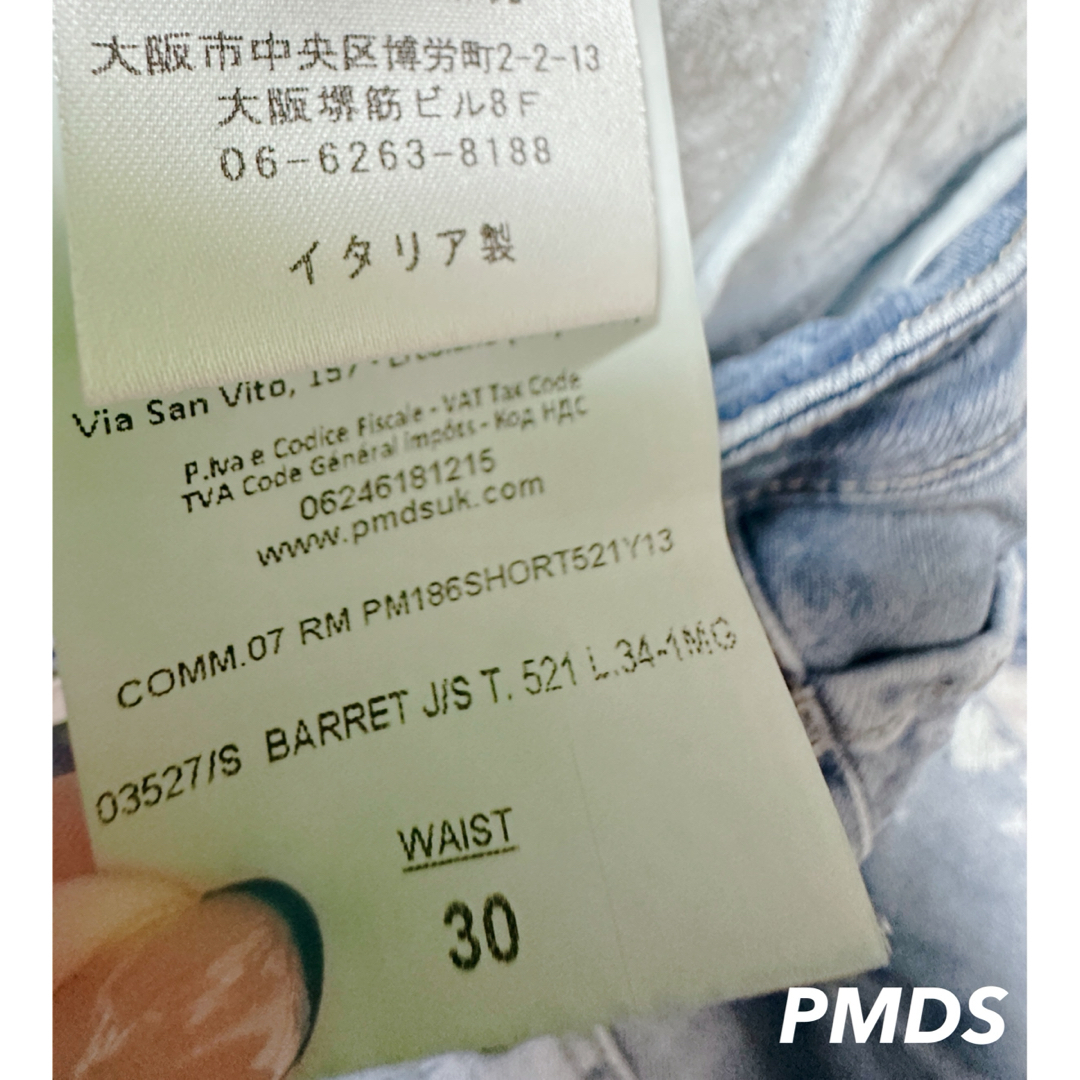 大阪市中央区博労町2-2-13
大阪堺筋ビル8F
06-6263-8188
イタリア製
Via San Vito, 157 -
P.Iva e Codice Fiscale - VAT Tax Code
TVA Code Général Impôts - Код НДС
06246181215
www.pmdsuk.com
COMM.07 RM PM186SHORT521Y13
03527/S BARRET J/S T. 521 L.34-1MG
WAIST
30
PMDS